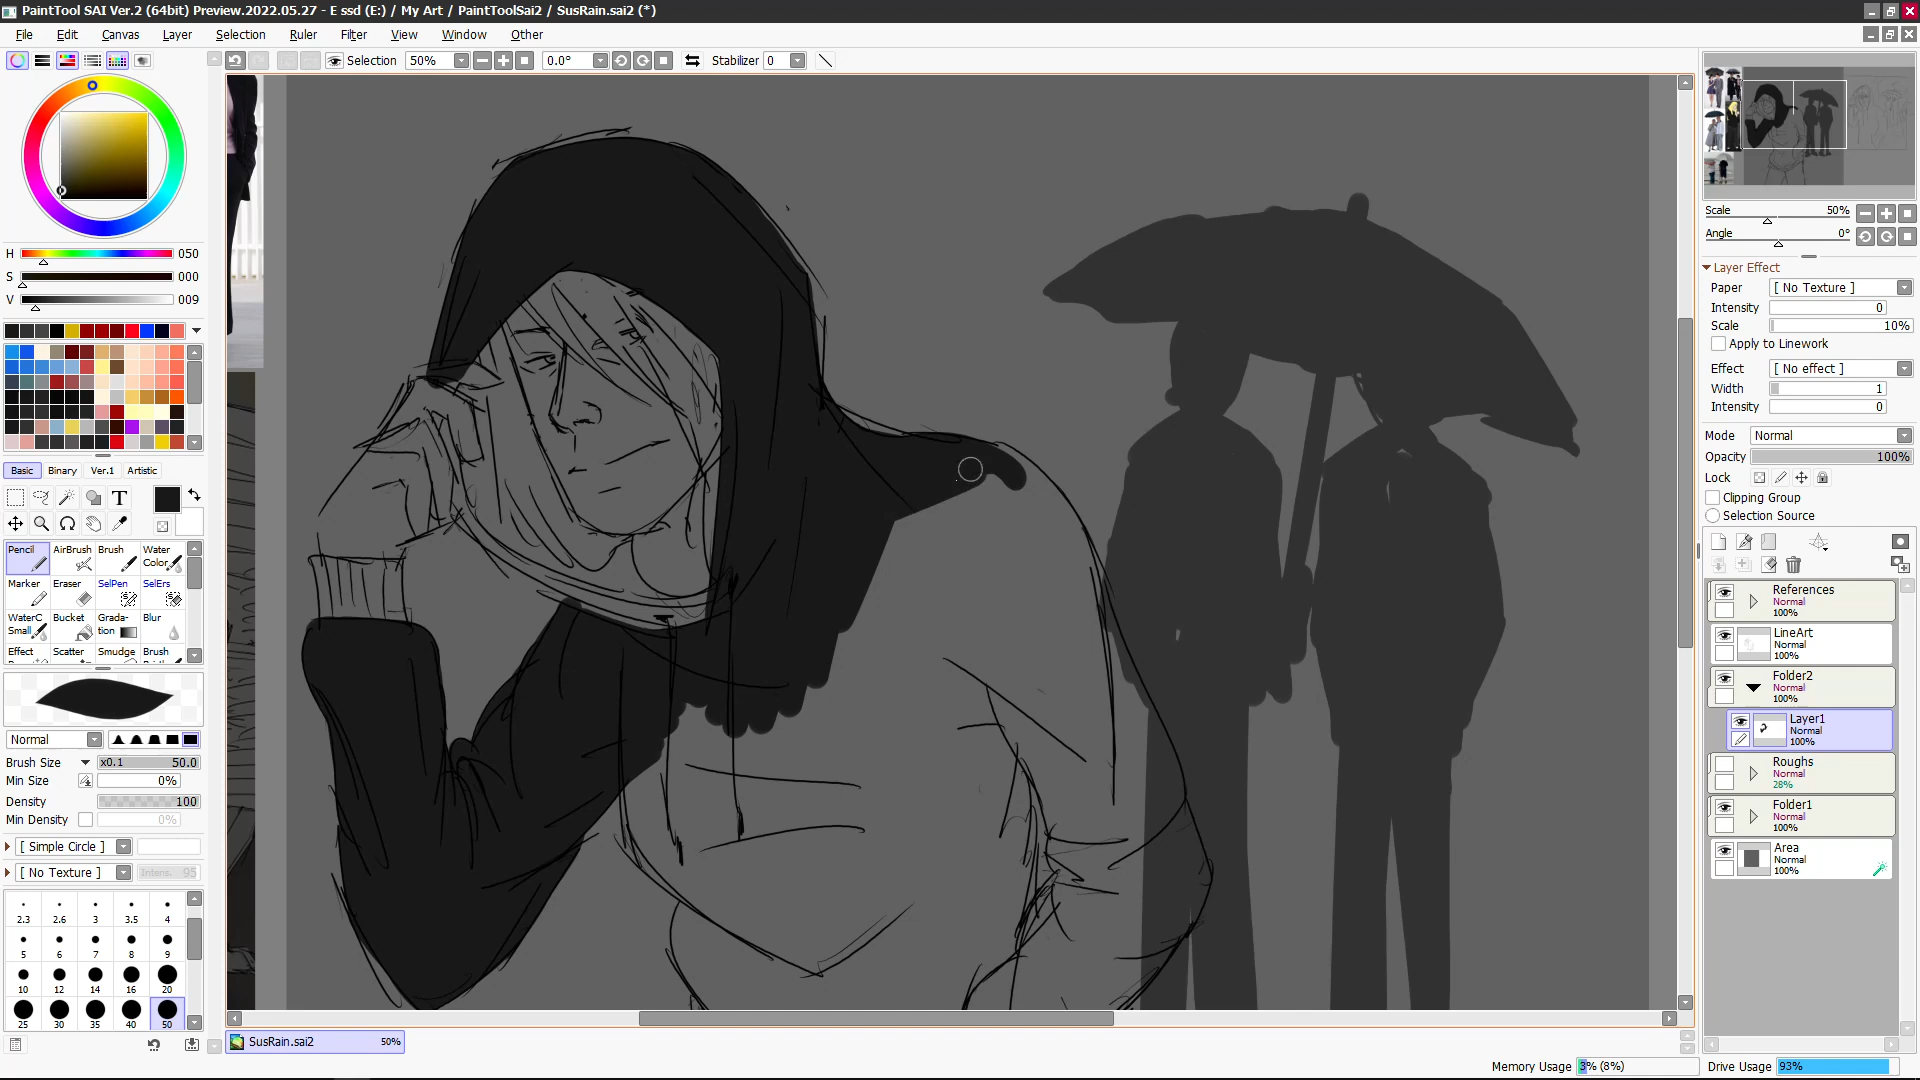 PaintTool SAI Ver.2 (64bit) Preview.2022.05.27 - E ssd (E:) / My Art / PaintToolSai2 / SusRain.sai2 (*)
File Edit Canvas Layer Selection Ruler Filter View Window Other
Selection 50% 0.0° Stabilizer 0
H 050
S 000
V 009
Basic Binary Ver.1 Artistic
T
Pencil AirBrush Brush Water Color
Marker Eraser SelPen SelErs
WaterC Small Bucket Grada-tion Blur
Effect Scatter Smudge Brush
Normal
Brush Size x0.1 50.0
Min Size 0%
Density 100
Min Density 0%
[ Simple Circle ]
[ No Texture ] Intens. 95
2.3 2.6 3 3.5 4
5 6 7 8 9
10 12 14 16 20
25 30 35 40 50
SusRain.sai2 50%
Scale 50%
Angle 0°
Layer Effect
Paper [ No Texture ]
Intensity 0
Scale 10%
Apply to Linework
Effect [ No effect ]
Width 1
Intensity 0
Mode Normal
Opacity 100%
Lock
Clipping Group
Selection Source
References
Normal
100%
LineArt
Normal
100%
Folder2
Normal
100%
Layer1
Normal
100%
Roughs
Normal
28%
Folder1
Normal
100%
Area
Normal
100%
Memory Usage 3% (8%) Drive Usage 93%